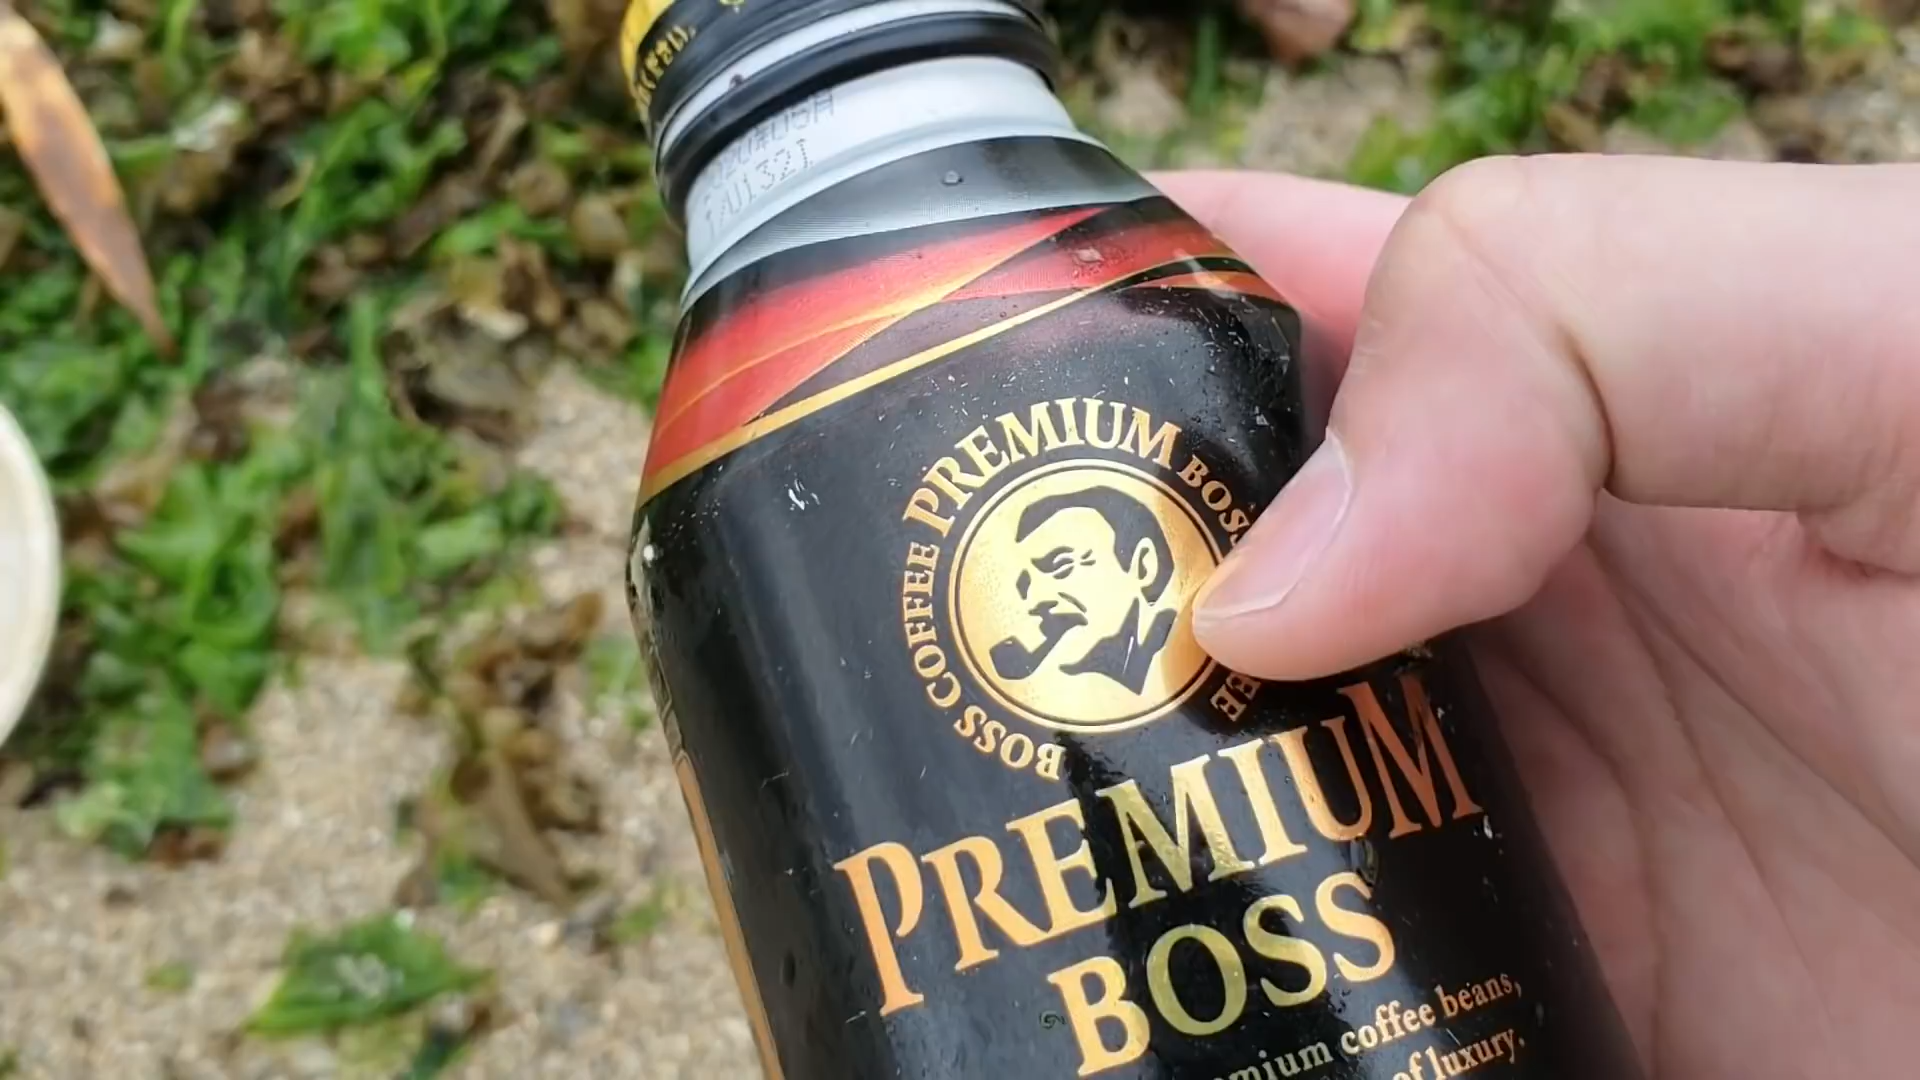 BOSS COFFEE PREMIUM BOSS
PREMIUM
BOSS
coffee beans,
of luxury.